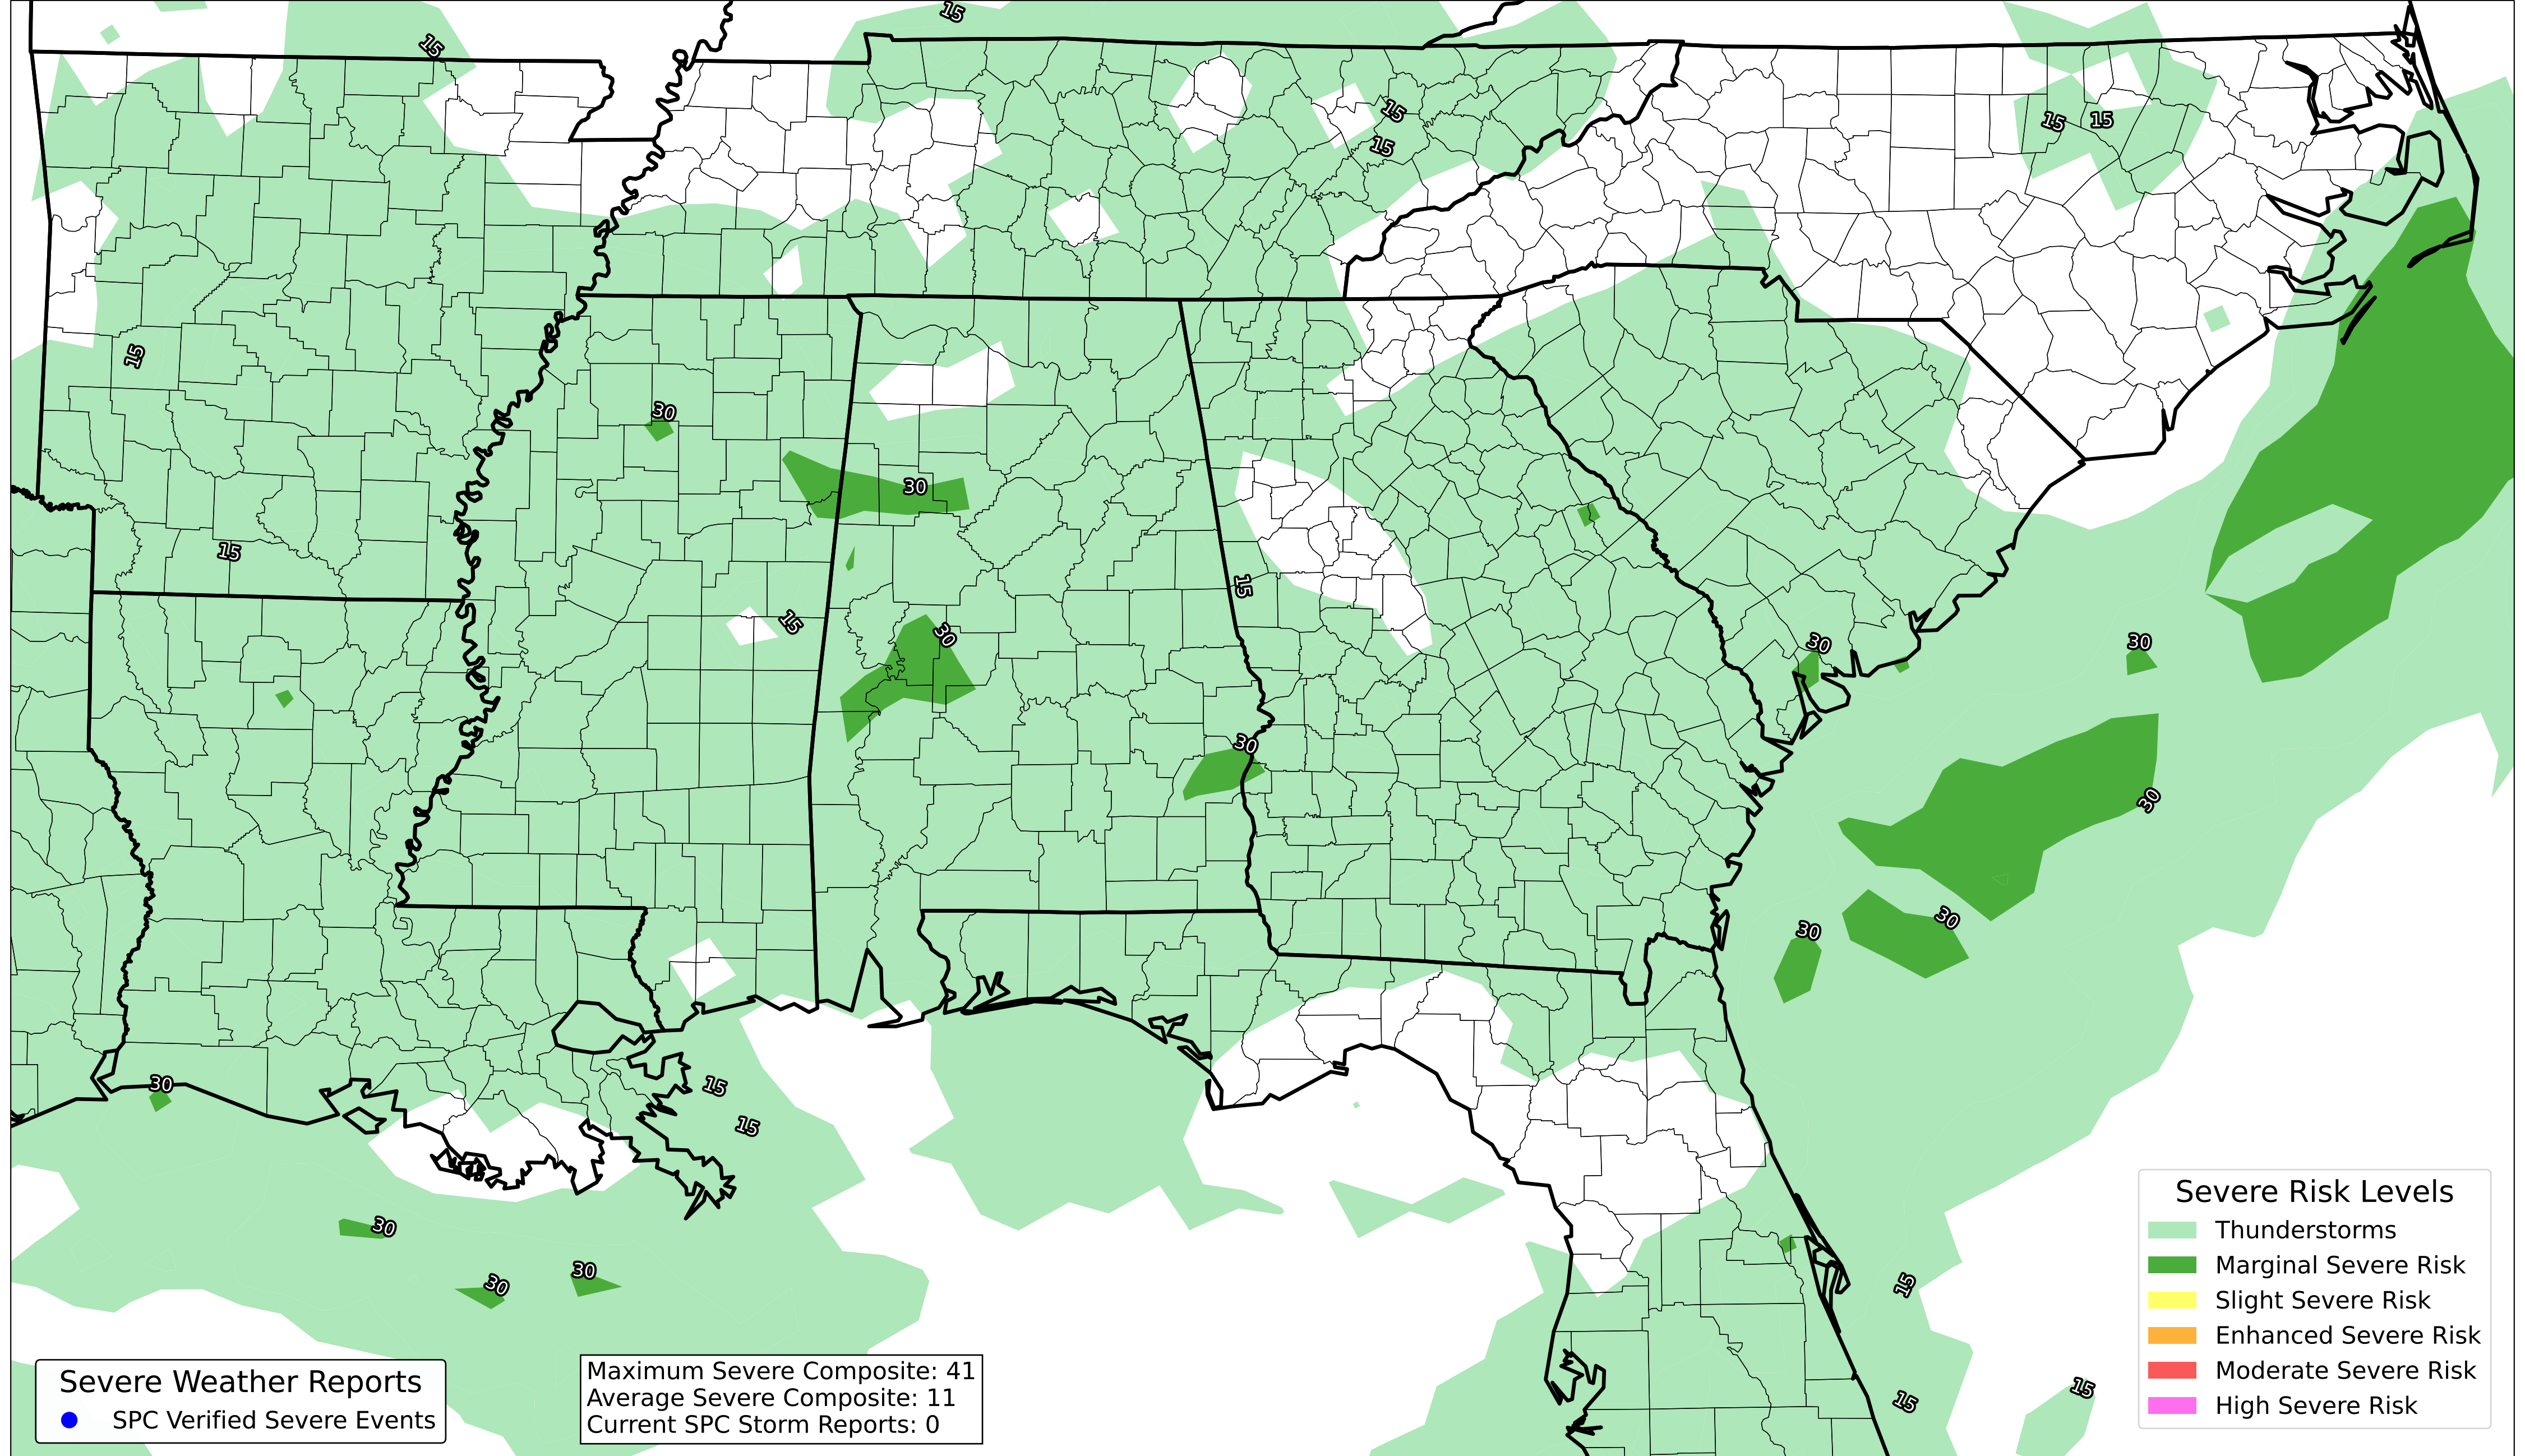 15
15
15
15
15
15
15
15
30
30
15
15
30
15
30
30
30
30
30
30
30
15
15
30
30
30
30
15
15
15
Severe Risk Levels
Thunderstorms
Marginal Severe Risk
Slight Severe Risk
Enhanced Severe Risk
Moderate Severe Risk
High Severe Risk
Severe Weather Reports
SPC Verified Severe Events
Maximum Severe Composite: 41
Average Severe Composite: 11
Current SPC Storm Reports: 0